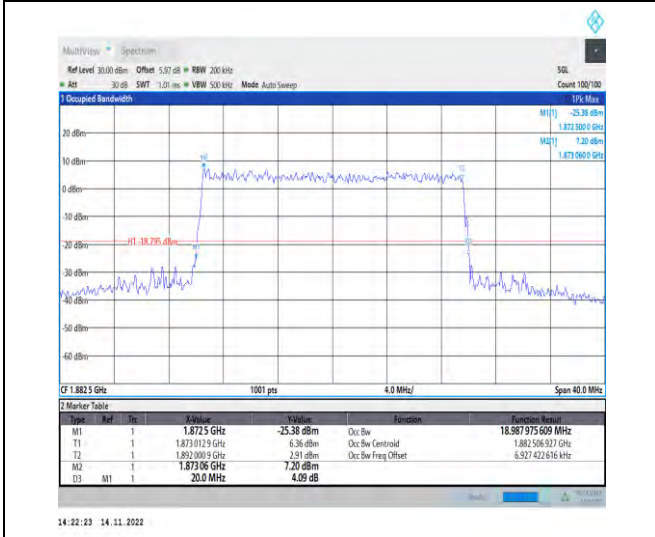 MultiView Spectrum
Ref Level 30.00 dBm Offset 5.97 dB RBW 200 kHz SGL
Att 30 dB SWT 1.01 ms VBW 500 kHz Mode Auto Sweep Count 100/100
1 Occupied Bandwidth 1Pk Max
M1[1] -25.38 dBm
1.872 500 0 GHz
M2[1] 7.20 dBm
1.873 060 0 GHz
20 dBm
10 dBm
0 dBm
-10 dBm
-20 dBm
-30 dBm
-40 dBm
-50 dBm
-60 dBm
H1 -18.795 dBm
M2
T2
M1
D3
CF 1.882 5 GHz 1001 pts 4.0 MHz/ Span 40.0 MHz
2 Marker Table
Type Ref Trc X-Value Y-Value Function Function Result
M1 1 1.872 5 GHz -25.38 dBm Occ Bw 18.987 975 609 MHz
T1 1 1.873 012 9 GHz 6.36 dBm Occ Bw Centroid 1.882 506 927 GHz
T2 1 1.892 000 9 GHz 2.91 dBm Occ Bw Freq Offset 6.927 422 616 kHz
M2 1 1.873 06 GHz 7.20 dBm
D3 M1 1 20.0 MHz 4.09 dB
14:22:23 14.11.2022